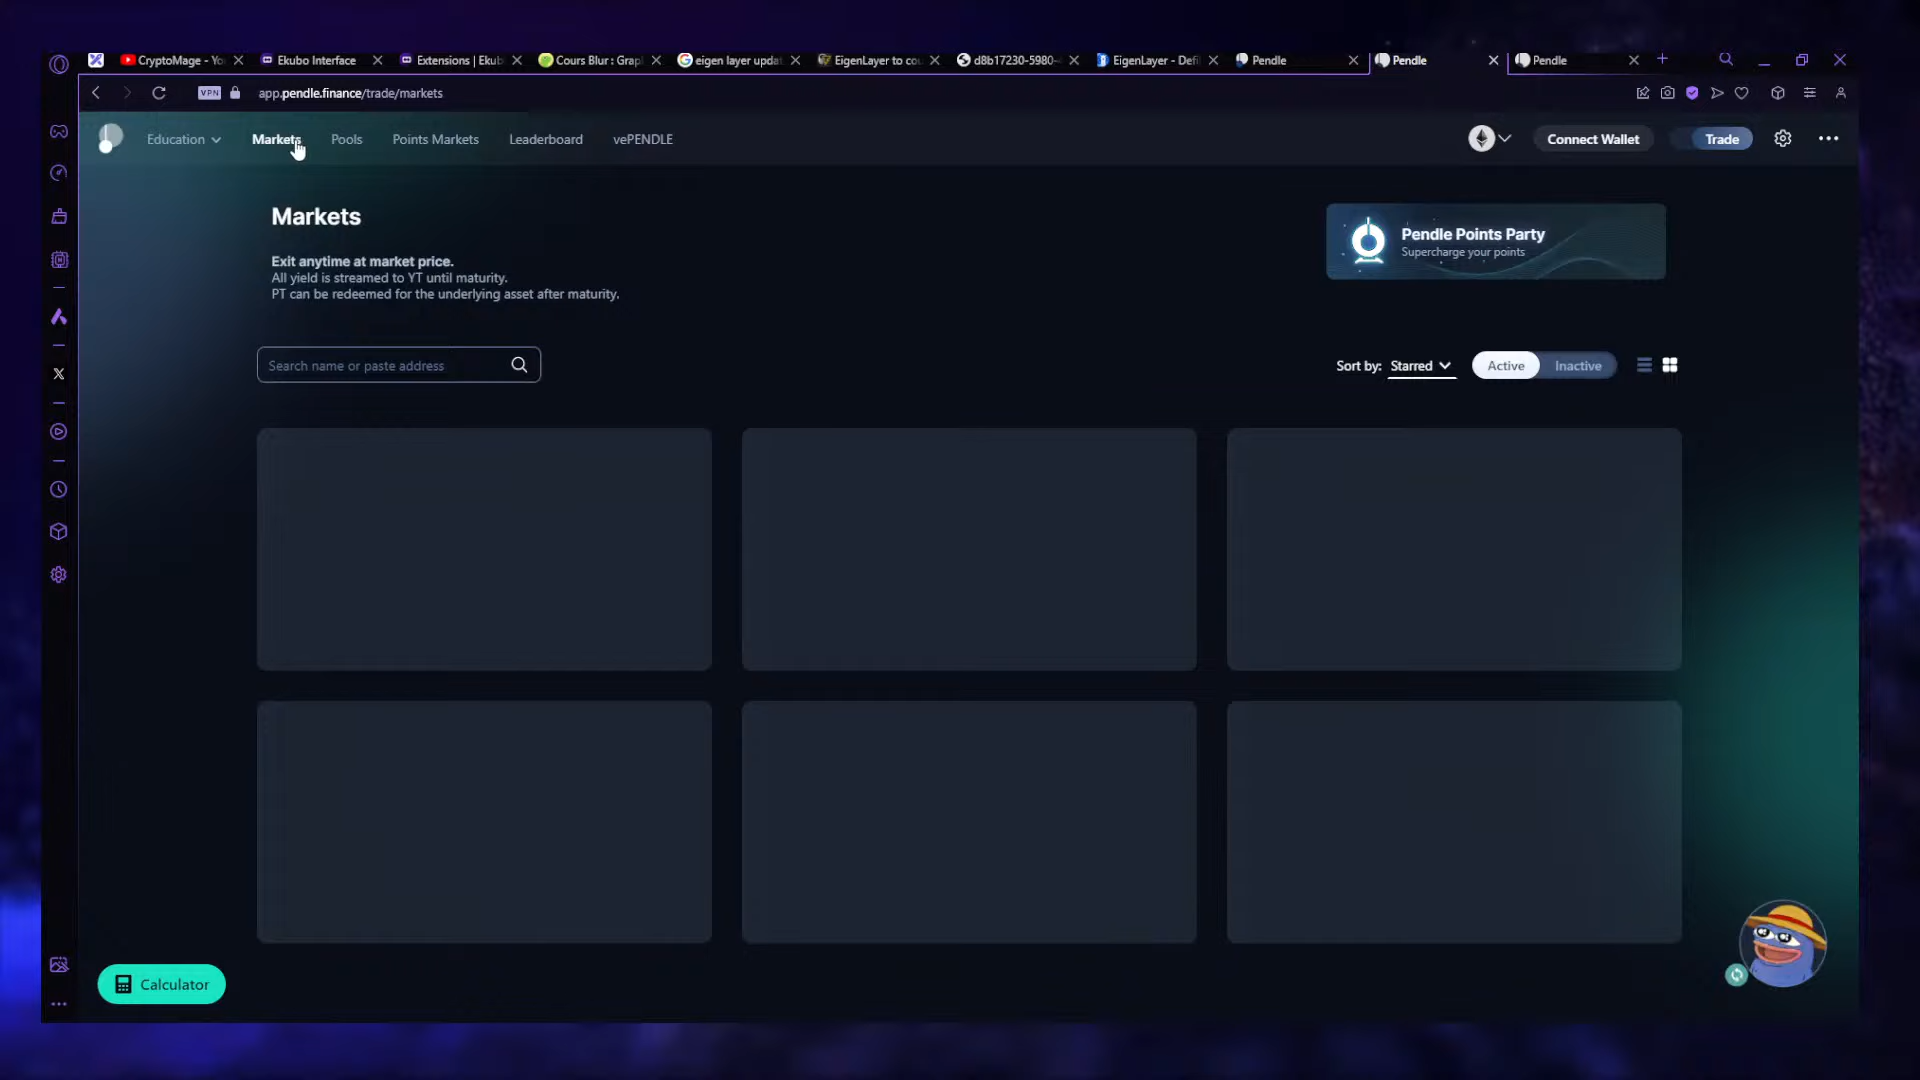 CryptoMage - Yo
Ekubo Interface
Extensions | Ekub
Cours Blur : Grap
eigen layer updat
EigenLayer to co
d8b17230-5980-
EigenLayer - Defi
Pendle
Pendle
Pendle
VPN
app.pendle.finance/trade/markets
Education
Markets
Pools
Points Markets
Leaderboard
vePENDLE
Connect Wallet
Trade
Markets
Exit anytime at market price.
All yield is streamed to YT until maturity.
PT can be redeemed for the underlying asset after maturity.
Pendle Points Party
Supercharge your points
Search name or paste address
Sort by: Starred
Active
Inactive
Calculator